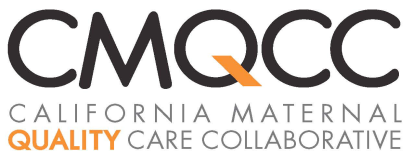 CMQCC
CALIFORNIA MATERNAL
QUALITY CARE COLLABORATIVE